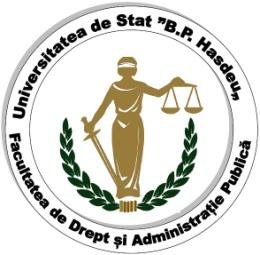 Universitatea de Stat "B.P. Hasdeu„
Facultatea de Drept și Administrație Publică